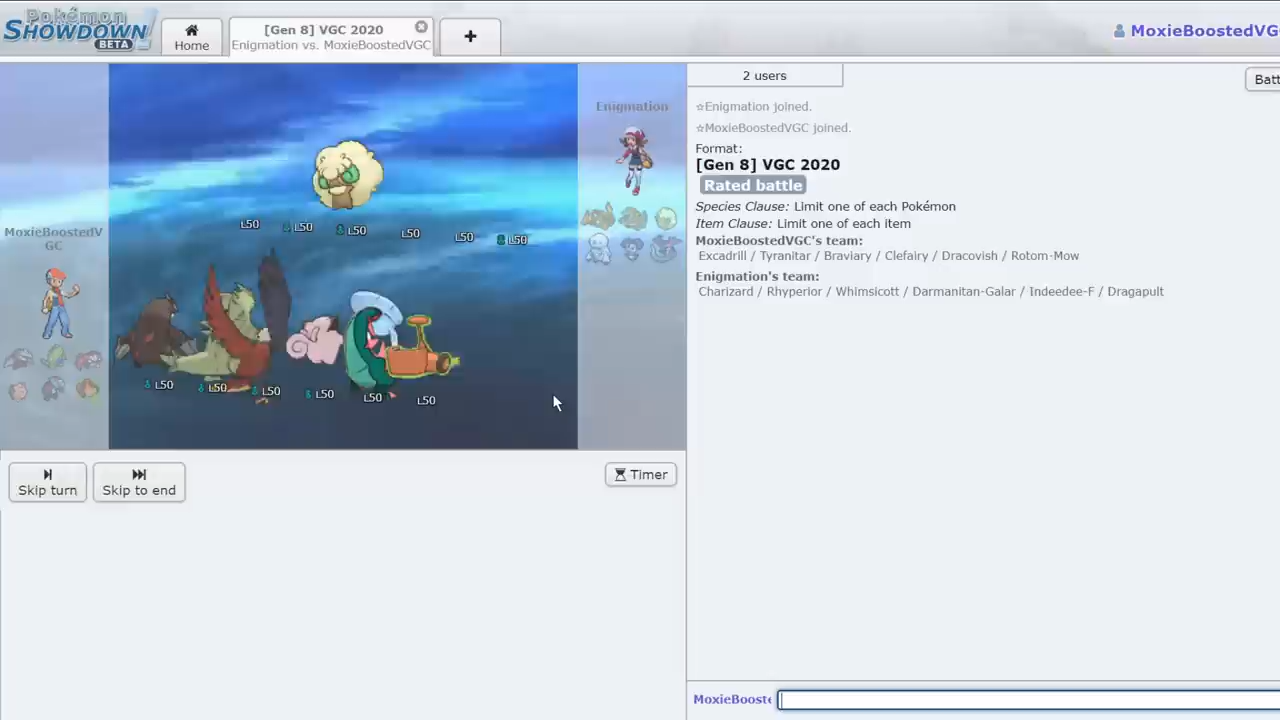 Pokémon
SHOWDOWN!
BETA
Home
[Gen 8] VGC 2020
Enigmation vs. MoxieBoostedVGC
+
MoxieBoostedVG
2 users
Batt
☆Enigmation joined.
☆MoxieBoostedVGC joined.
Format:
[Gen 8] VGC 2020
Rated battle
Species Clause: Limit one of each Pokémon
Item Clause: Limit one of each item
MoxieBoostedVGC's team:
Excadrill / Tyranitar / Braviary / Clefairy / Dracovish / Rotom-Mow
Enigmation's team:
Charizard / Rhyperior / Whimsicott / Darmanitan-Galar / Indeedee-F / Dragapult
Enigmation
MoxieBoostedV
GC
L50 L50 L50 L50 L50 L50
L50 L50 L50 L50 L50 L50
Skip turn
Skip to end
Timer
MoxieBooste